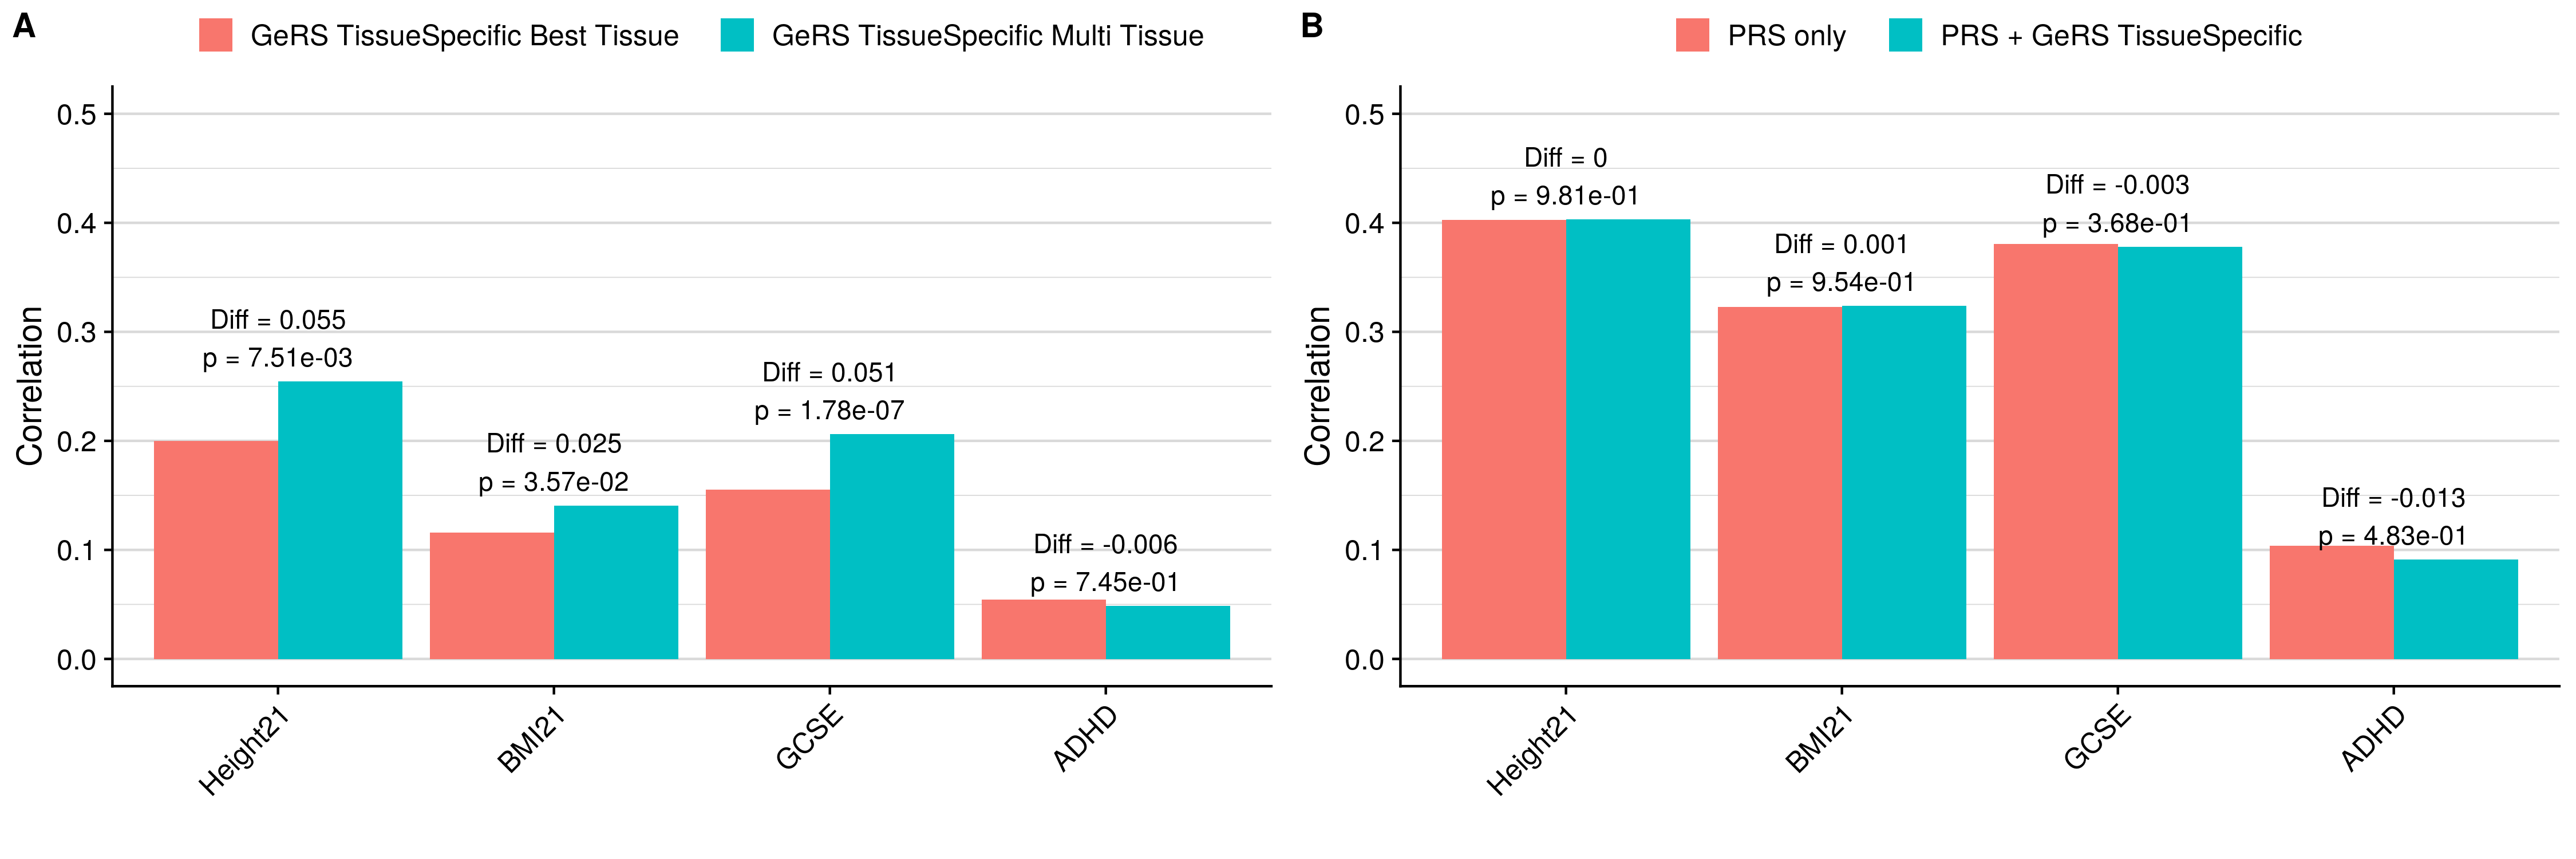 A
GeRS TissueSpecific Best Tissue
GeRS TissueSpecific Multi Tissue
Correlation
0.5
0.4
0.3
0.2
0.1
0.0
Diff = 0.055
p = 7.51e-03
Diff = 0.025
p = 3.57e-02
Diff = 0.051
p = 1.78e-07
Diff = -0.006
p = 7.45e-01
Height21
BMI21
GCSE
ADHD
B
PRS only
PRS + GeRS TissueSpecific
Correlation
0.5
0.4
0.3
0.2
0.1
0.0
Diff = 0
p = 9.81e-01
Diff = 0.001
p = 9.54e-01
Diff = -0.003
p = 3.68e-01
Diff = -0.013
p = 4.83e-01
Height21
BMI21
GCSE
ADHD